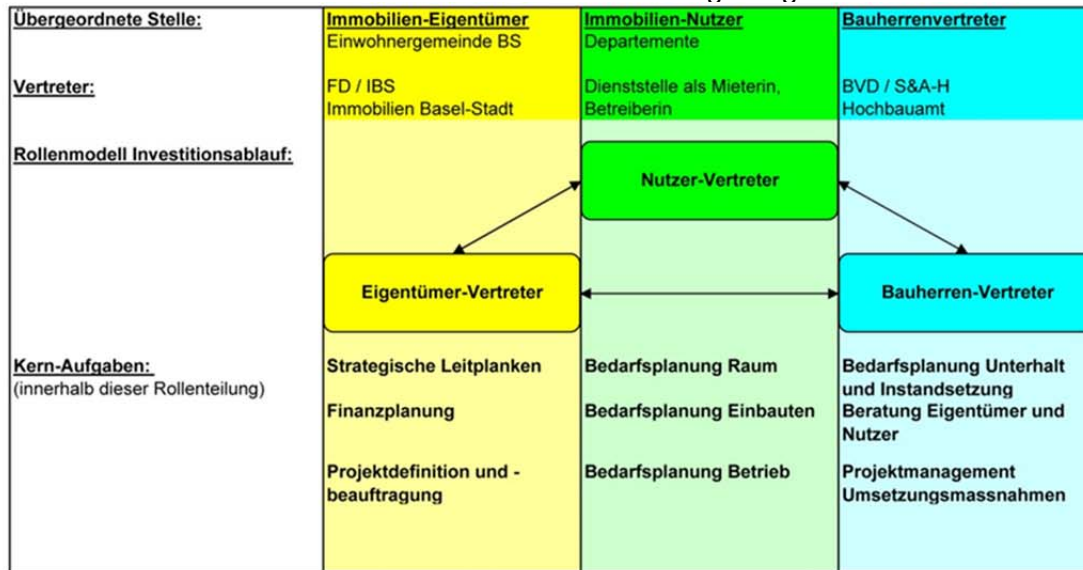 Übergeordnete Stelle:
Immobilien-Eigentümer
Einwohnergemeinde BS
Immobilien-Nutzer
Departemente
Bauherrenvertreter
Vertreter:
FD / IBS
Immobilien Basel-Stadt
Dienststelle als Mieterin,
Betreiberin
BVD / S&A-H
Hochbauamt
Rollenmodell Investitionsablauf:
Nutzer-Vertreter
Eigentümer-Vertreter
Bauherren-Vertreter
Kern-Aufgaben:
(innerhalb dieser Rollenteilung)
Strategische Leitplanken
Finanzplanung
Projektdefinition und -
beauftragung
Bedarfsplanung Raum
Bedarfsplanung Einbauten
Bedarfsplanung Betrieb
Bedarfsplanung Unterhalt
und Instandsetzung
Beratung Eigentümer und
Nutzer
Projektmanagement
Umsetzungsmassnahmen